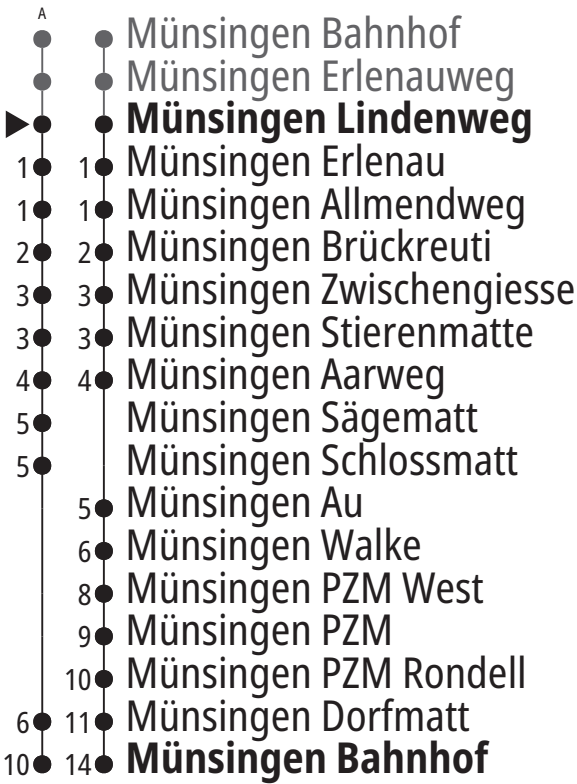 A
Münsingen Bahnhof
Münsingen Erlenauweg
Münsingen Lindenweg
1 1 Münsingen Erlenau
1 1 Münsingen Allmendweg
2 2 Münsingen Brückreuti
3 3 Münsingen Zwischengiesse
3 3 Münsingen Stierenmatte
4 4 Münsingen Aarweg
5 Münsingen Sägematt
5 Münsingen Schlossmatt
5 Münsingen Au
6 Münsingen Walke
8 Münsingen PZM West
9 Münsingen PZM
10 Münsingen PZM Rondell
6 11 Münsingen Dorfmatt
10 14 Münsingen Bahnhof